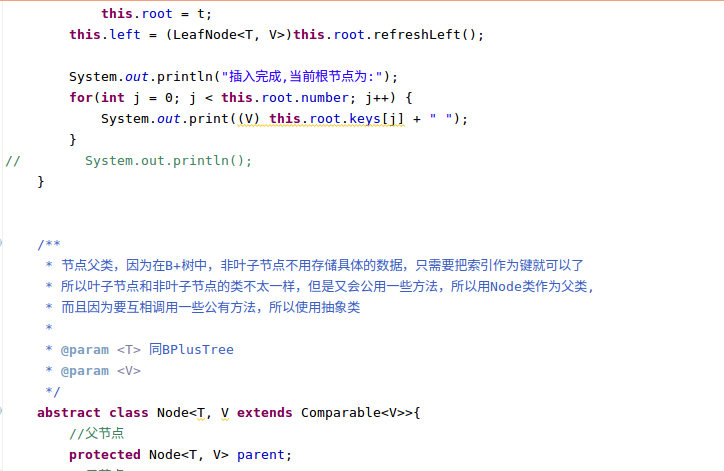 this.root = t;
        this.left = (LeafNode<T, V>)this.root.refreshLeft();
        System.out.println("插入完成,当前根节点为:");
        for(int j = 0; j < this.root.number; j++) {
            System.out.print((V) this.root.keys[j] + " ");
        }
//        System.out.println();
    }
    /**
     * 节点父类，因为在B+树中，非叶子节点不用存储具体的数据，只需要把索引作为键就可以了
     * 所以叶子节点和非叶子节点的类不太一样，但是又会公用一些方法，所以用Node类作为父类,
     * 而且因为要互相调用一些公有方法，所以使用抽象类
     *
     * @param <T> 同BPlusTree
     * @param <V>
     */
    abstract class Node<T, V extends Comparable<V>>{
        //父节点
        protected Node<T, V> parent;